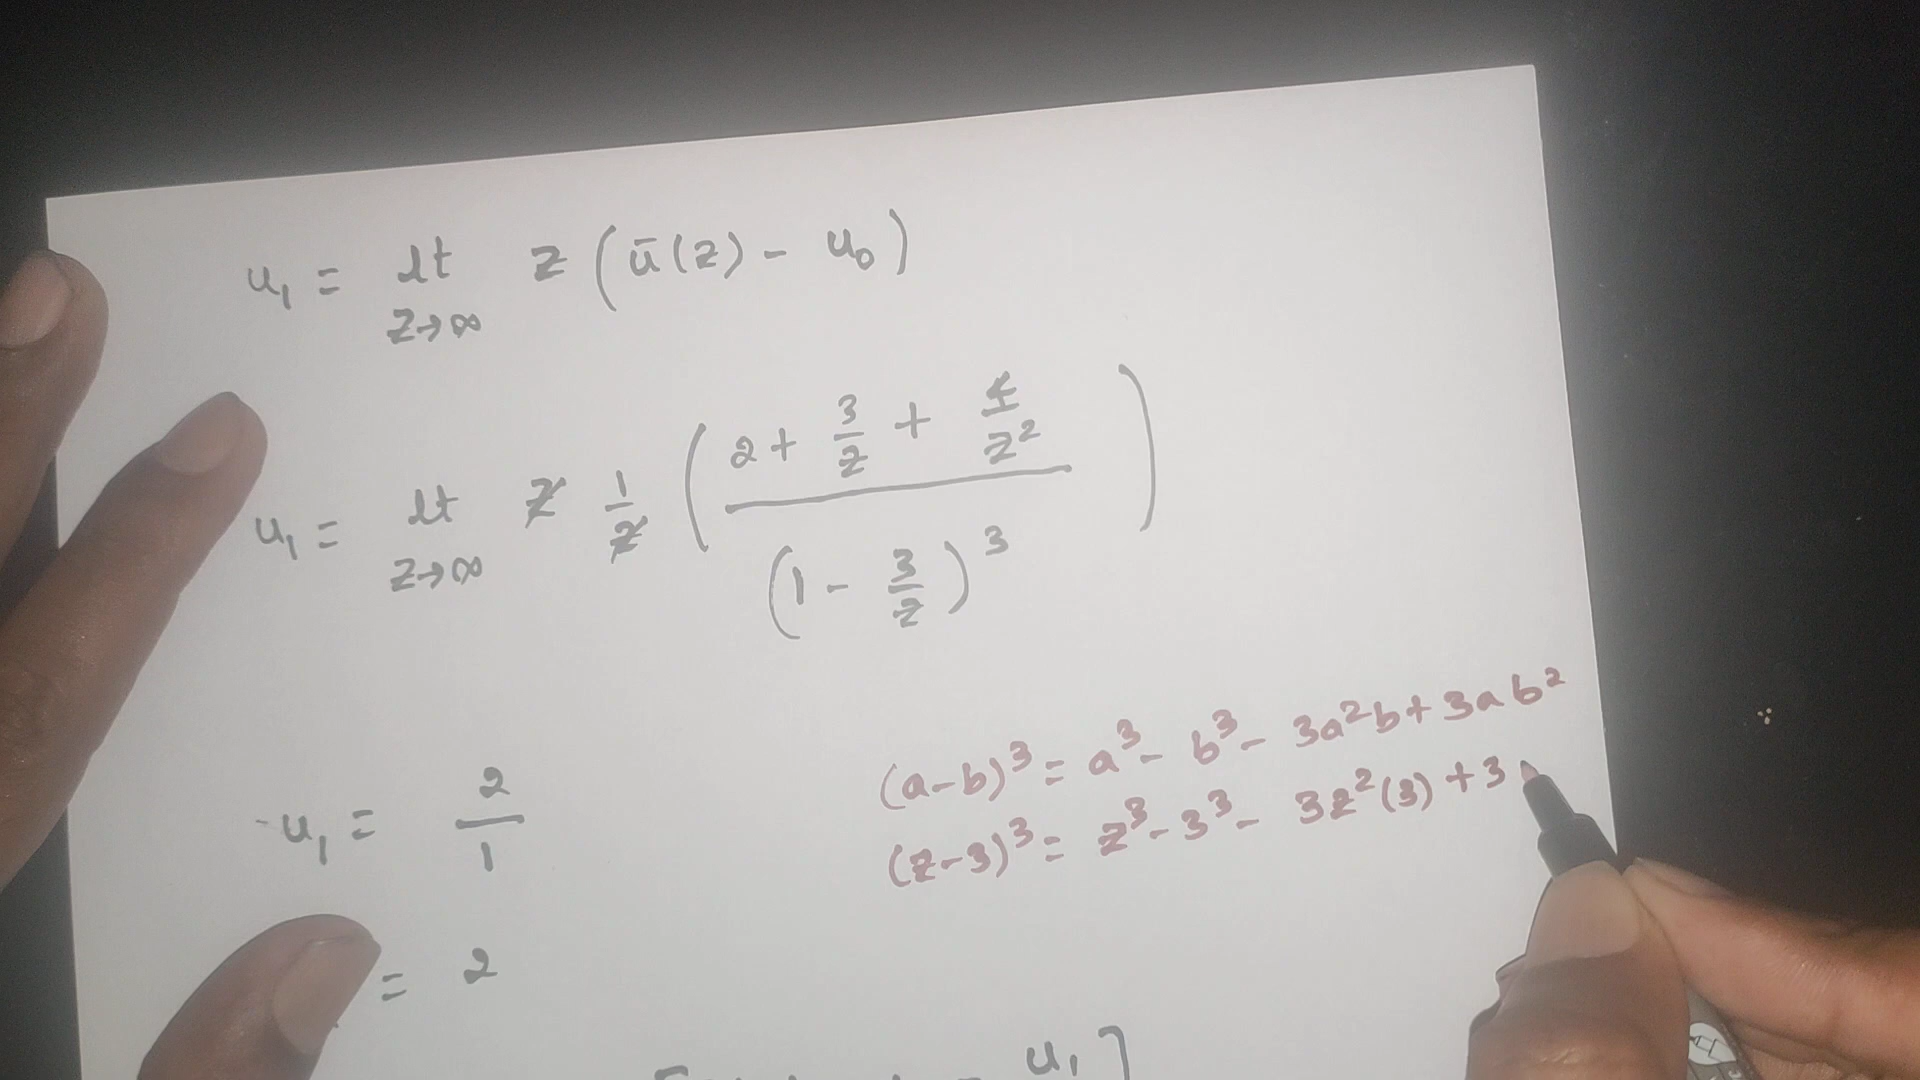 u₁ = lt z→∞ z (ū(z) - u₀)
u₁ = lt z→∞ z 1/z ( (2 + 3/z + 4/z²) / (1 - 3/z)³ )
(a-b)³ = a³ - b³ - 3a²b + 3ab²
(z-3)³ = z³ - 3³ - 3z²(3) + 3
u₁ = 2/1
= 2
u₁ ]